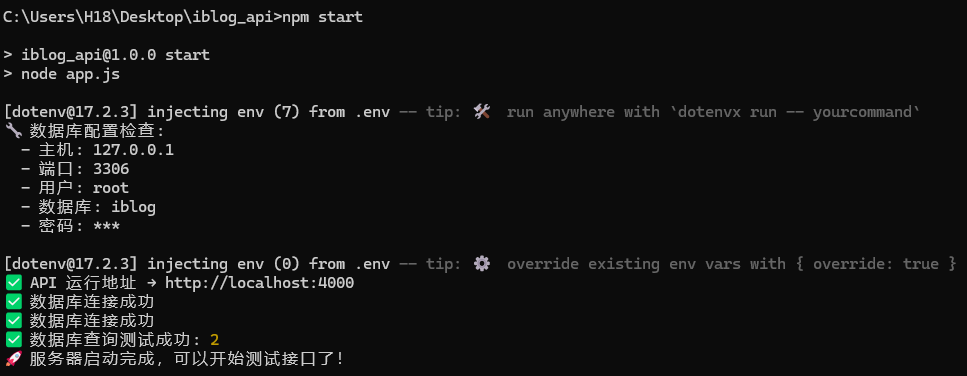 C:\Users\H18\Desktop\iblog_api>npm start
> iblog_api@1.0.0 start
> node app.js
[dotenv@17.2.3] injecting env (7) from .env -- tip: 🛠 run anywhere with `dotenvx run -- yourcommand`
🔧 数据库配置检查:
- 主机: 127.0.0.1
- 端口: 3306
- 用户: root
- 数据库: iblog
- 密码: ***
[dotenv@17.2.3] injecting env (0) from .env -- tip: ⚙ override existing env vars with { override: true }
✅ API 运行地址 → http://localhost:4000
✅ 数据库连接成功
✅ 数据库连接成功
✅ 数据库查询测试成功: 2
🚀 服务器启动完成，可以开始测试接口了!